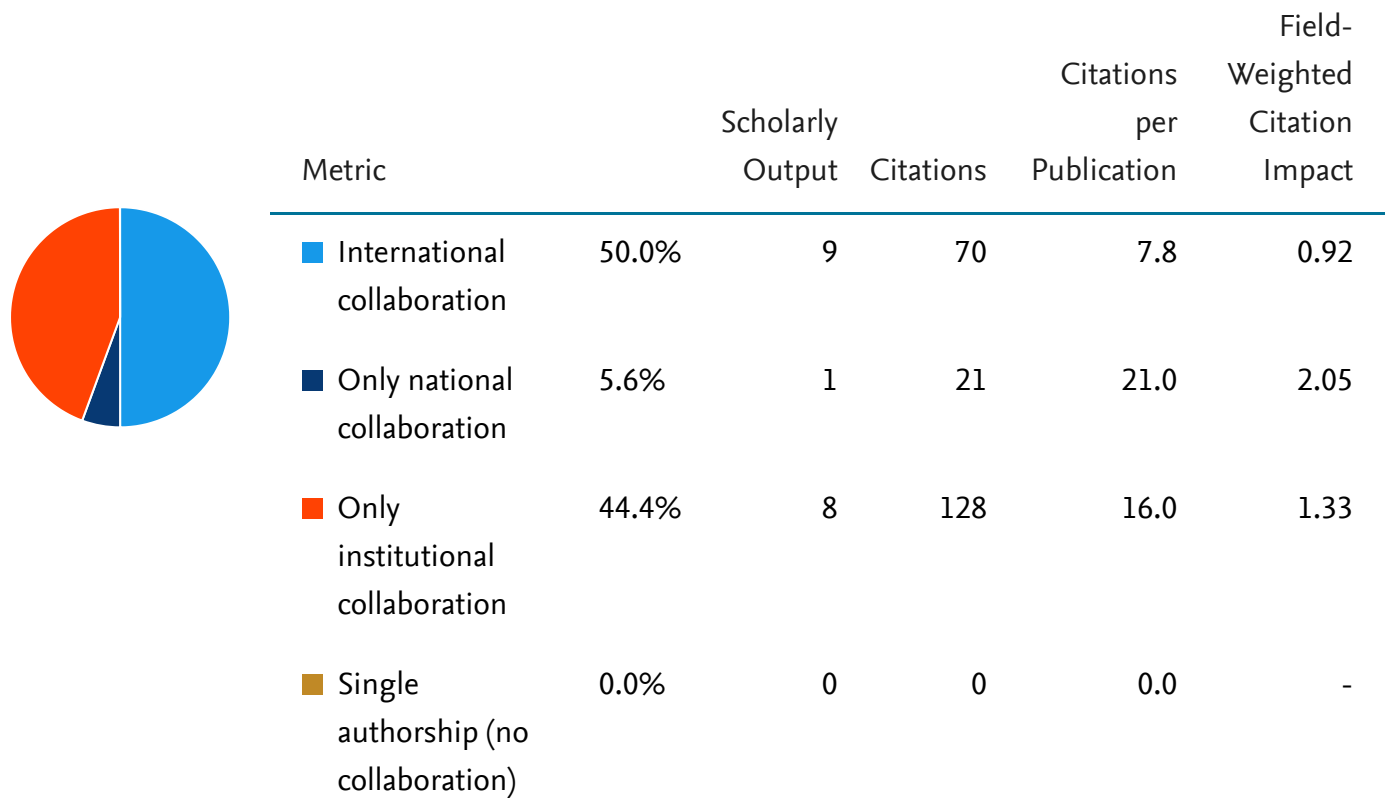 Metric Scholarly Output Citations Citations per Publication Field-Weighted Citation Impact
International collaboration 50.0% 9 70 7.8 0.92
Only national collaboration 5.6% 1 21 21.0 2.05
Only institutional collaboration 44.4% 8 128 16.0 1.33
Single authorship (no collaboration) 0.0% 0 0 0.0 -